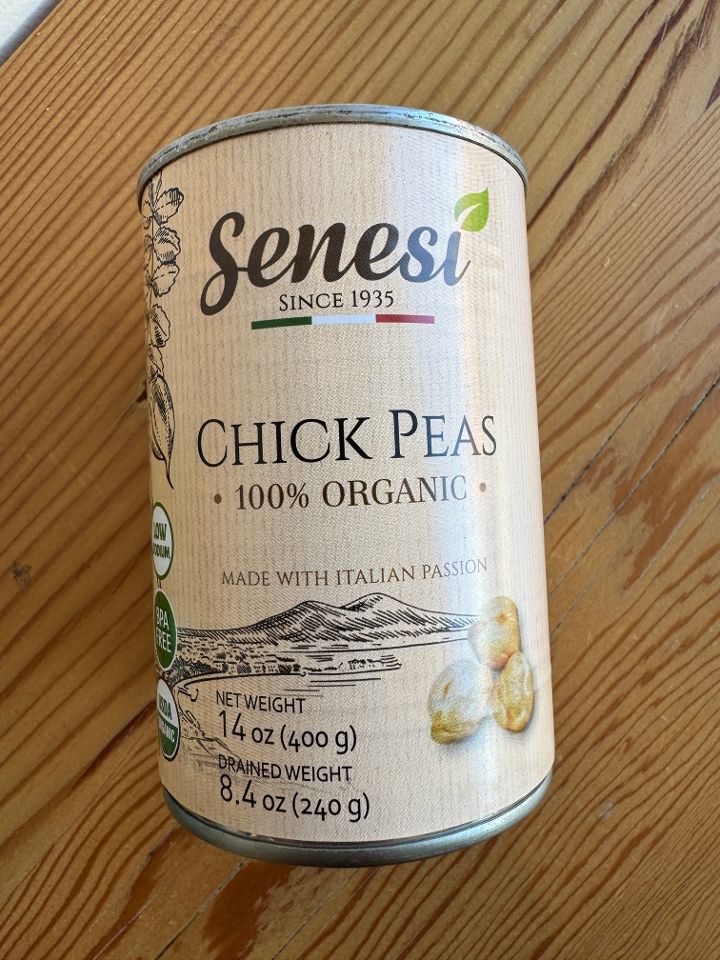 Senesi
SINCE 1935
CHICK PEAS
• 100% ORGANIC •
MADE WITH ITALIAN PASSION
LOW
BPA
FREE
NET WEIGHT
14 oz (400 g)
DRAINED WEIGHT
8.4 oz (240 g)